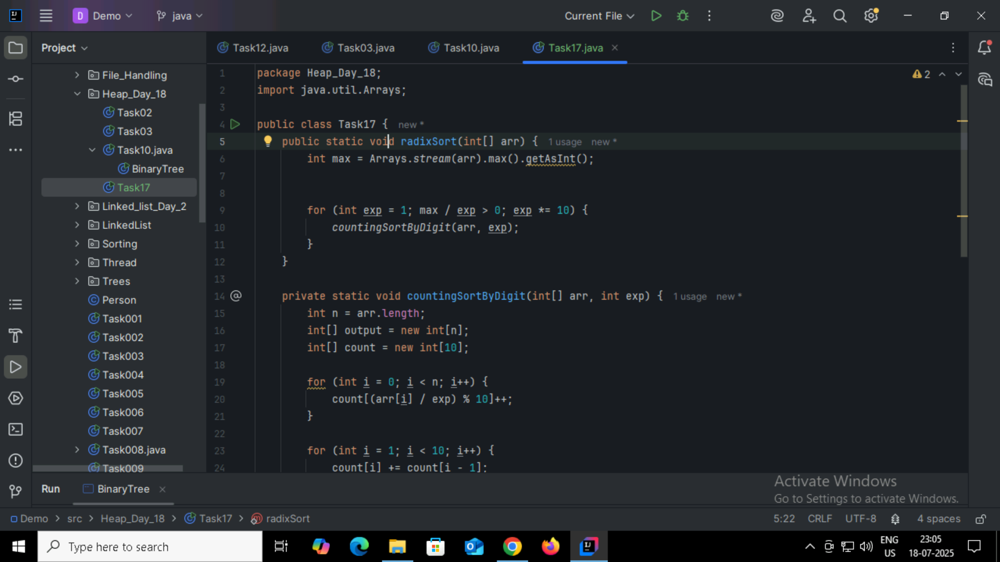 D Demo java Current File
Project
Task12.java Task03.java Task10.java Task17.java
File_Handling
Heap_Day_18
Task02
Task03
Task10.java
BinaryTree
Task17
Linked_list_Day_2
LinkedList
Sorting
Thread
Trees
Person
Task001
Task002
Task003
Task004
Task005
Task006
Task007
Task008.java
Task009
1 package Heap_Day_18;
2 import java.util.Arrays;
3
4 public class Task17 { new *
5 public static void radixSort(int[] arr) { 1 usage new *
6 int max = Arrays.stream(arr).max().getAsInt();
7
8
9 for (int exp = 1; max / exp > 0; exp *= 10) {
10 countingSortByDigit(arr, exp);
11 }
12 }
13
14 @ private static void countingSortByDigit(int[] arr, int exp) { 1 usage new *
15 int n = arr.length;
16 int[] output = new int[n];
17 int[] count = new int[10];
18
19 for (int i = 0; i < n; i++) {
20 count[(arr[i] / exp) % 10]++;
21 }
22
23 for (int i = 1; i < 10; i++) {
24 count[i] += count[i - 1];
2
Run BinaryTree
Activate Windows
Go to Settings to activate Windows.
Demo > src > Heap_Day_18 > Task17 > radixSort 5:22 CRLF UTF-8 4 spaces
Type here to search
ENG
US
23:05
18-07-2025